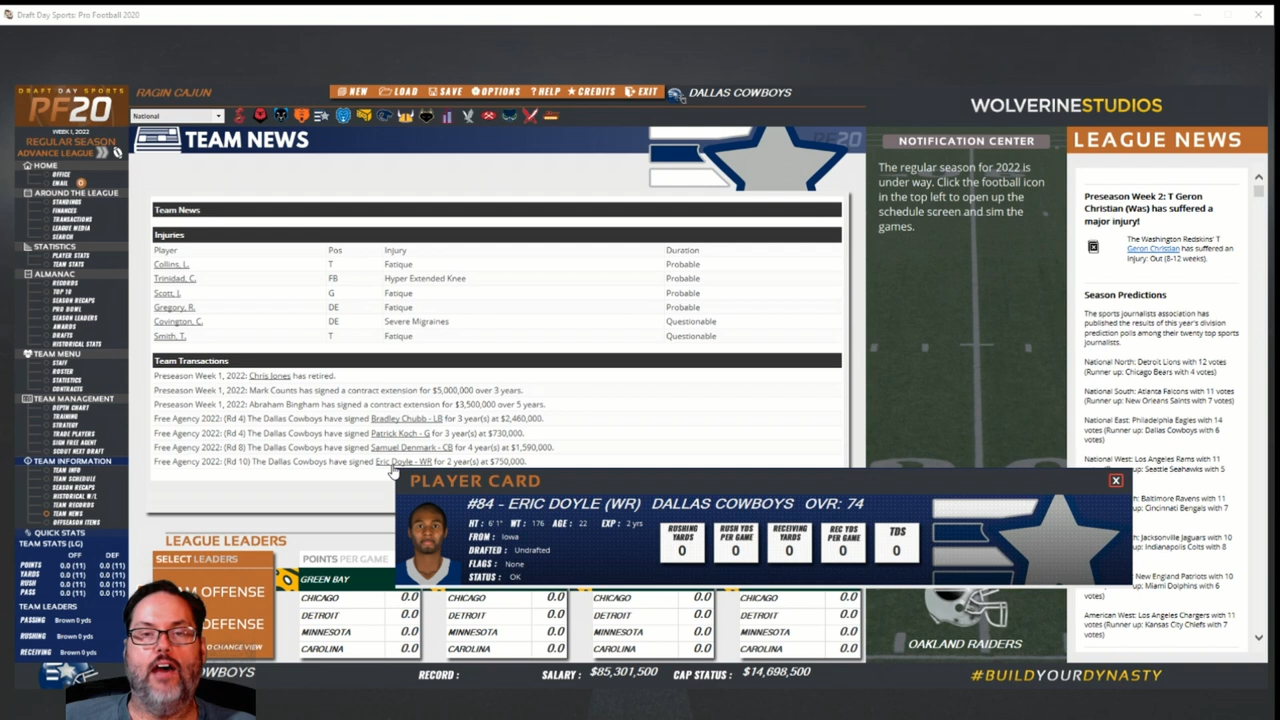 Draft Day Sports: Pro Football 2020
DRAFT DAY SPORTS
PF20
WEEK 1, 2022
REGULAR SEASON
ADVANCE LEAGUE
RAGIN CAJUN
NEW LOAD SAVE OPTIONS ? HELP CREDITS EXIT
DALLAS COWBOYS
WOLVERINESTUDIOS
National
HOME
OFFICE
EMAIL 0
AROUND THE LEAGUE
STANDINGS
FINANCES
TRANSACTIONS
LEAGUE MEDIA
SEARCH
STATISTICS
PLAYER STATS
TEAM STATS
ALMANAC
RECORDS
TOP 10
SEASON RECAPS
PRO BOWL
SEASON LEADERS
AWARDS
DRAFTS
HISTORICAL STATS
TEAM MENU
STAFF
ROSTER
STATISTICS
CONTRACTS
TEAM MANAGEMENT
DEPTH CHART
TRAINING
STRATEGY
TRADE PLAYERS
SIGN FREE AGENT
SCOUT NEXT DRAFT
TEAM INFORMATION
TEAM INFO
TEAM SCHEDULE
SEASON RECAPS
HISTORICAL W/L
TEAM RECORDS
TEAM NEWS
OFFSEASON ITEMS
QUICK STATS
TEAM STATS (LG)
OFF DEF
POINTS 0.0 (11) 0.0 (11)
YARDS 0.0 (11) 0.0 (11)
RUSH 0.0 (11) 0.0 (11)
PASS 0.0 (11) 0.0 (11)
TEAM LEADERS
PASSING Brown 0 yds
RUSHING Brown 0 yds
RECEIVING Brown 0 yds
TEAM NEWS
Team News
Injuries
Player Pos Injury Duration
Collins, L. T Fatique Probable
Trinidad, C. FB Hyper Extended Knee Probable
Scott, I. G Fatique Probable
Gregory, R. DE Fatique Probable
Covington, C. DE Severe Migraines Questionable
Smith, T. T Fatique Questionable
Team Transactions
Preseason Week 1, 2022: Chris Jones has retired.
Preseason Week 1, 2022: Mark Counts has signed a contract extension for $5,000,000 over 3 years.
Preseason Week 1, 2022: Abraham Bingham has signed a contract extension for $3,500,000 over 5 years.
Free Agency 2022: (Rd 4) The Dallas Cowboys have signed Bradley Chubb - LB for 3 year(s) at $2,460,000.
Free Agency 2022: (Rd 4) The Dallas Cowboys have signed Patrick Koch - G for 3 year(s) at $730,000.
Free Agency 2022: (Rd 8) The Dallas Cowboys have signed Samuel Denmark - CB for 4 year(s) at $1,590,000.
Free Agency 2022: (Rd 10) The Dallas Cowboys have signed Eric Doyle - WR for 2 year(s) at $750,000.
PLAYER CARD
#84 - ERIC DOYLE (WR) DALLAS COWBOYS OVR: 74
HT : 6' 1" WT : 176 AGE : 22 EXP : 2 yrs
FROM : Iowa
DRAFTED : Undrafted
FLAGS : None
STATUS : OK
RUSHING YARDS 0
RUSH YDS PER GAME 0
RECEIVING YARDS 0
REC YDS PER GAME 0
TDS 0
LEAGUE LEADERS
SELECT LEADERS
OFFENSE
DEFENSE
CHANGE VIEW
POINTS PER GAME
GREEN BAY
CHICAGO 0.0 CHICAGO 0.0 CHICAGO 0.0 CHICAGO 0.0
DETROIT 0.0 DETROIT 0.0 DETROIT 0.0 DETROIT 0.0
MINNESOTA 0.0 MINNESOTA 0.0 MINNESOTA 0.0 MINNESOTA 0.0
CAROLINA 0.0 CAROLINA 0.0 CAROLINA 0.0 CAROLINA 0.0
COWBOYS RECORD : SALARY : $85,301,500 CAP STATUS : $14,698,500
NOTIFICATION CENTER
The regular season for 2022 is
under way. Click the football icon
in the top left to open up the
schedule screen and sim the
games.
OAKLAND RAIDERS
LEAGUE NEWS
Preseason Week 2: T Geron
Christian (Was) has suffered a
major injury!
The Washington Redskins' T
Geron Christian has suffered an
injury: Out (8-12 weeks).
Season Predictions
The sports journalists association has
published the results of this year's division
prediction polls among their twenty top sports
journalists.
National North: Detroit Lions with 12 votes
(Runner up: Chicago Bears with 4 votes)
National South: Atlanta Falcons with 11 votes
(Runner up: New Orleans Saints with 7 votes)
National East: Philadelphia Eagles with 14
votes (Runner up: Dallas Cowboys with 6
votes)
National West: Los Angeles Rams with
up: Seattle Seahawks with 5
Baltimore Ravens with 11
Cincinnati Bengals with 7
Jacksonville Jaguars with 10
up: Indianapolis Colts with 8
New England Patriots with 10
up: Miami Dolphins with 6
votes)
American West: Los Angeles Chargers with 11
votes (Runner up: Kansas City Chiefs with 7
votes)
#BUILDYOURDYNASTY